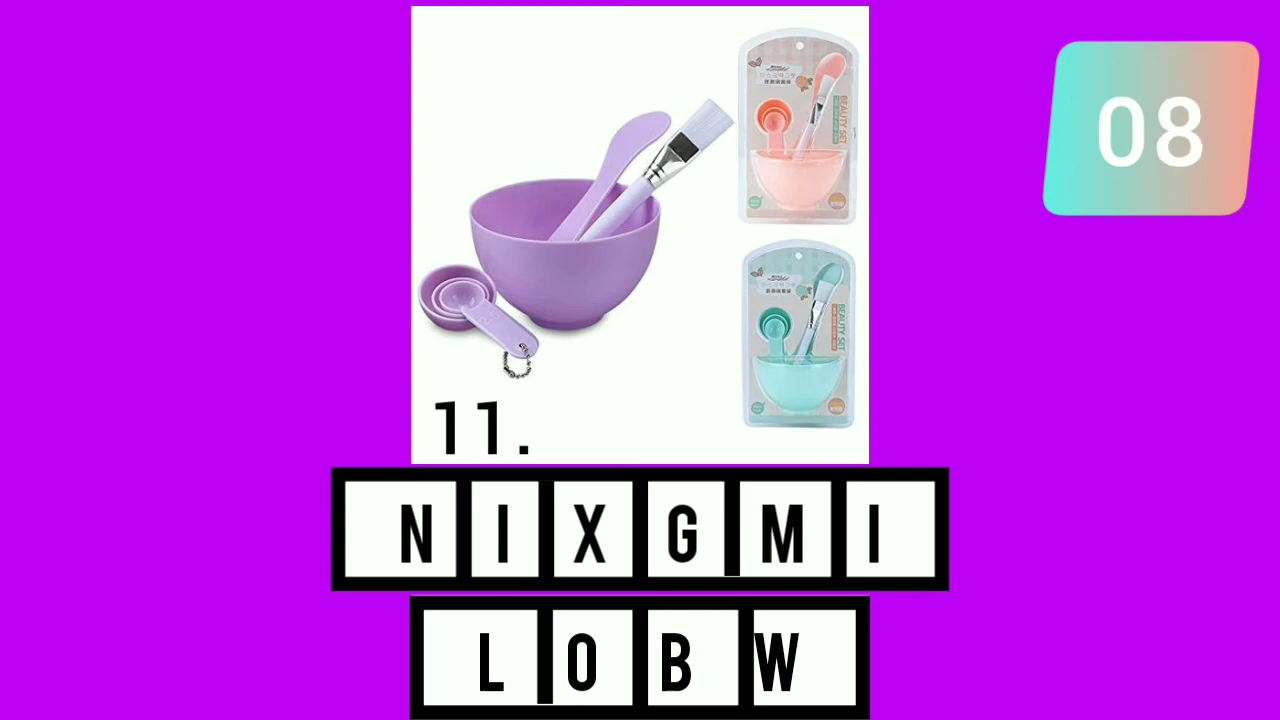 08
BEAUTY SET
BEAUTY SET
11.
N I X G M I
L O B W